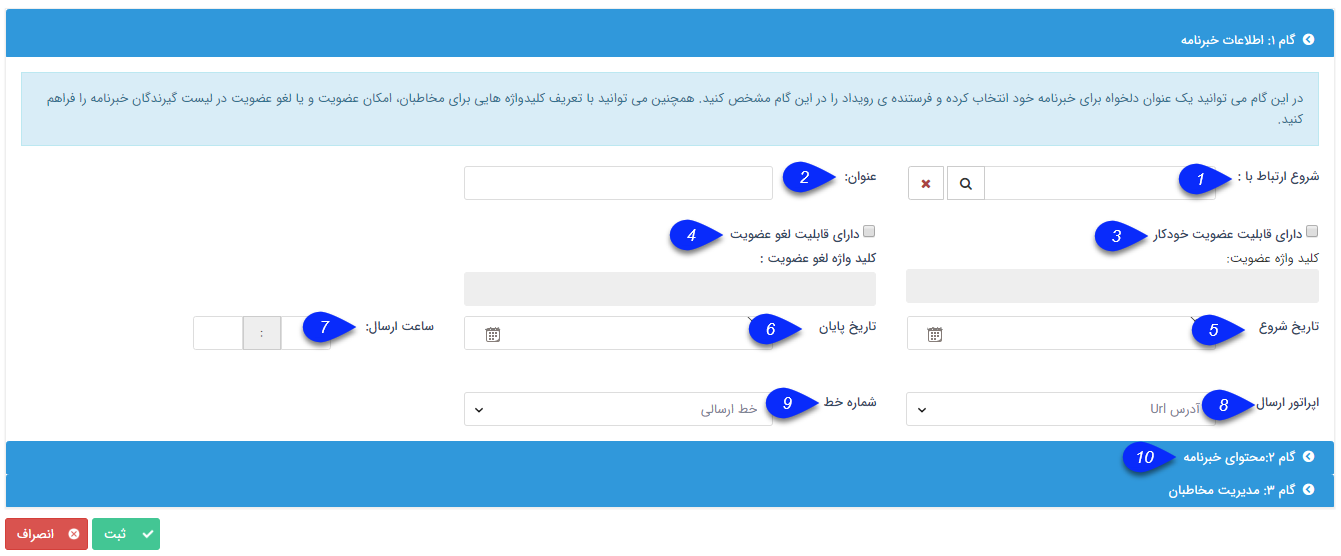 گام ۱: اطلاعات خبرنامه
در این گام می توانید یک عنوان دلخواه برای خبرنامه خود انتخاب کرده و فرستنده ی رویداد را در این گام مشخص کنید. همچنین می توانید با تعریف کلیدواژه هایی برای مخاطبان، امکان عضویت و یا لغو عضویت در لیست گیرندگان خبرنامه را فراهم
کنید.
شروع ارتباط با : 1 عنوان: 2
دارای قابلیت عضویت خودکار 3 دارای قابلیت لغو عضویت 4
کلید واژه عضویت: کلید واژه لغو عضویت :
تاریخ شروع 5 تاریخ پایان 6 ساعت ارسال: 7 :
اپراتور ارسال 8 آدرس Url شماره خط 9 خط ارسالی
گام ۲:محتوای خبرنامه 10
گام ۳: مدیریت مخاطبان
ثبت انصراف